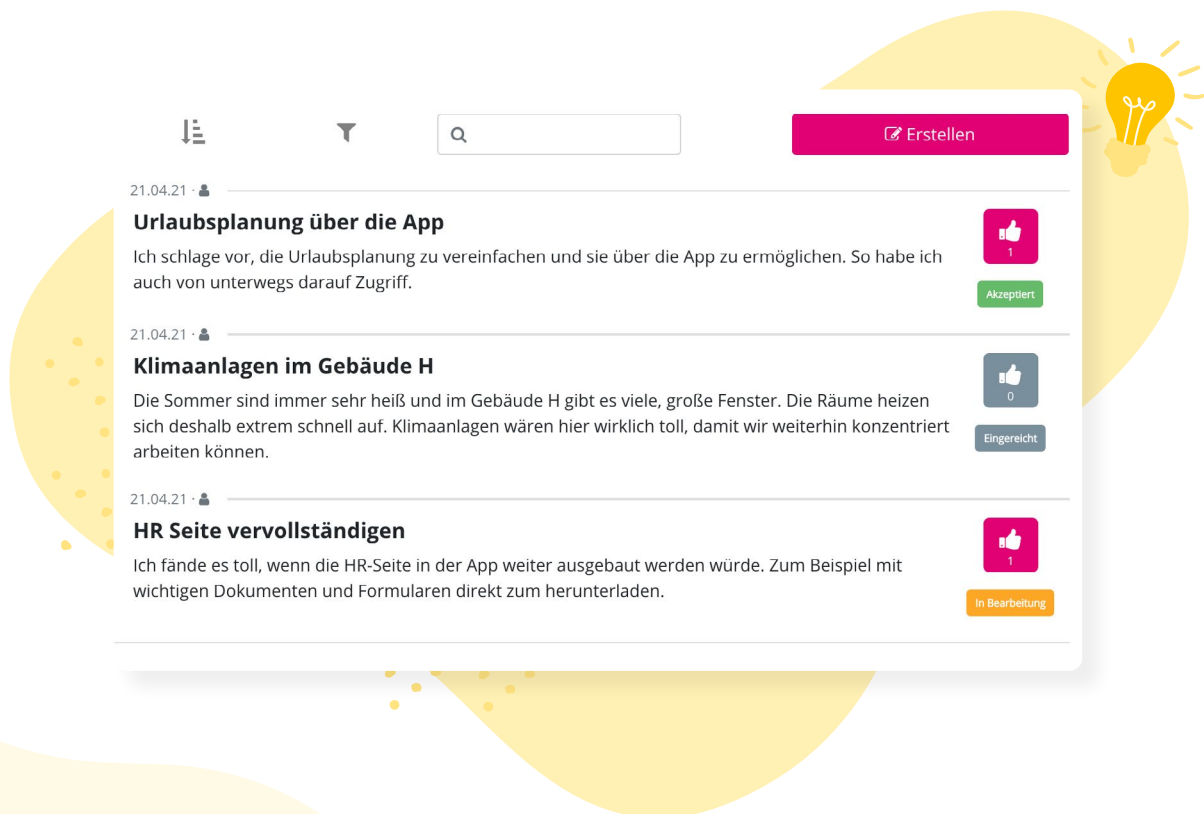 Erstellen
21.04.21 ·
Urlaubsplanung über die App
Ich schlage vor, die Urlaubsplanung zu vereinfachen und sie über die App zu ermöglichen. So habe ich
auch von unterwegs darauf Zugriff.
1
Akzeptiert
21.04.21 ·
Klimaanlagen im Gebäude H
Die Sommer sind immer sehr heiß und im Gebäude H gibt es viele, große Fenster. Die Räume heizen
sich deshalb extrem schnell auf. Klimaanlagen wären hier wirklich toll, damit wir weiterhin konzentriert
arbeiten können.
0
Eingereicht
21.04.21 ·
HR Seite vervollständigen
Ich fände es toll, wenn die HR-Seite in der App weiter ausgebaut werden würde. Zum Beispiel mit
wichtigen Dokumenten und Formularen direkt zum herunterladen.
1
In Bearbeitung